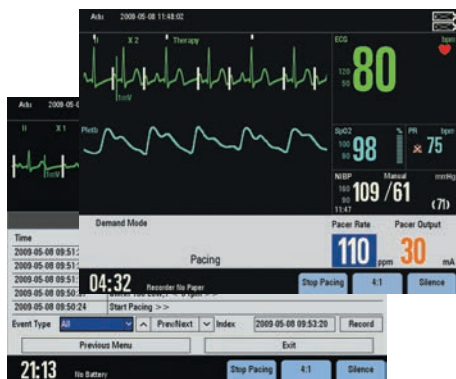 Adu 2009-05-08 11:48:02
II X 2 Therapy
1mV
ECG bpm
120
50
80
Pleth
SpO2 %
100
90
98
PR bpm
75
NIBP Manual mmHg
160
90
109 /61
(71)
11:47
Demand Mode
Pacing
Pacer Rate Pacer Output
110 ppm 30 mA
04:32 Recorder No Paper Stop Pacing 4:1 Silence
Adu 2009-05-0
II X 1
1mV
Time
2009-05-08 09:51:
2009-05-08 09:51:
2009-05-08 09:51:
2009-05-08 09:50:
2009-05-08 09:50:24 Start Pacing >>
Event Type All Prev/Next Index 2009-05-08 09:53:20 Record
Previous Menu Exit
21:13 No Battery Stop Pacing 4:1 Silence